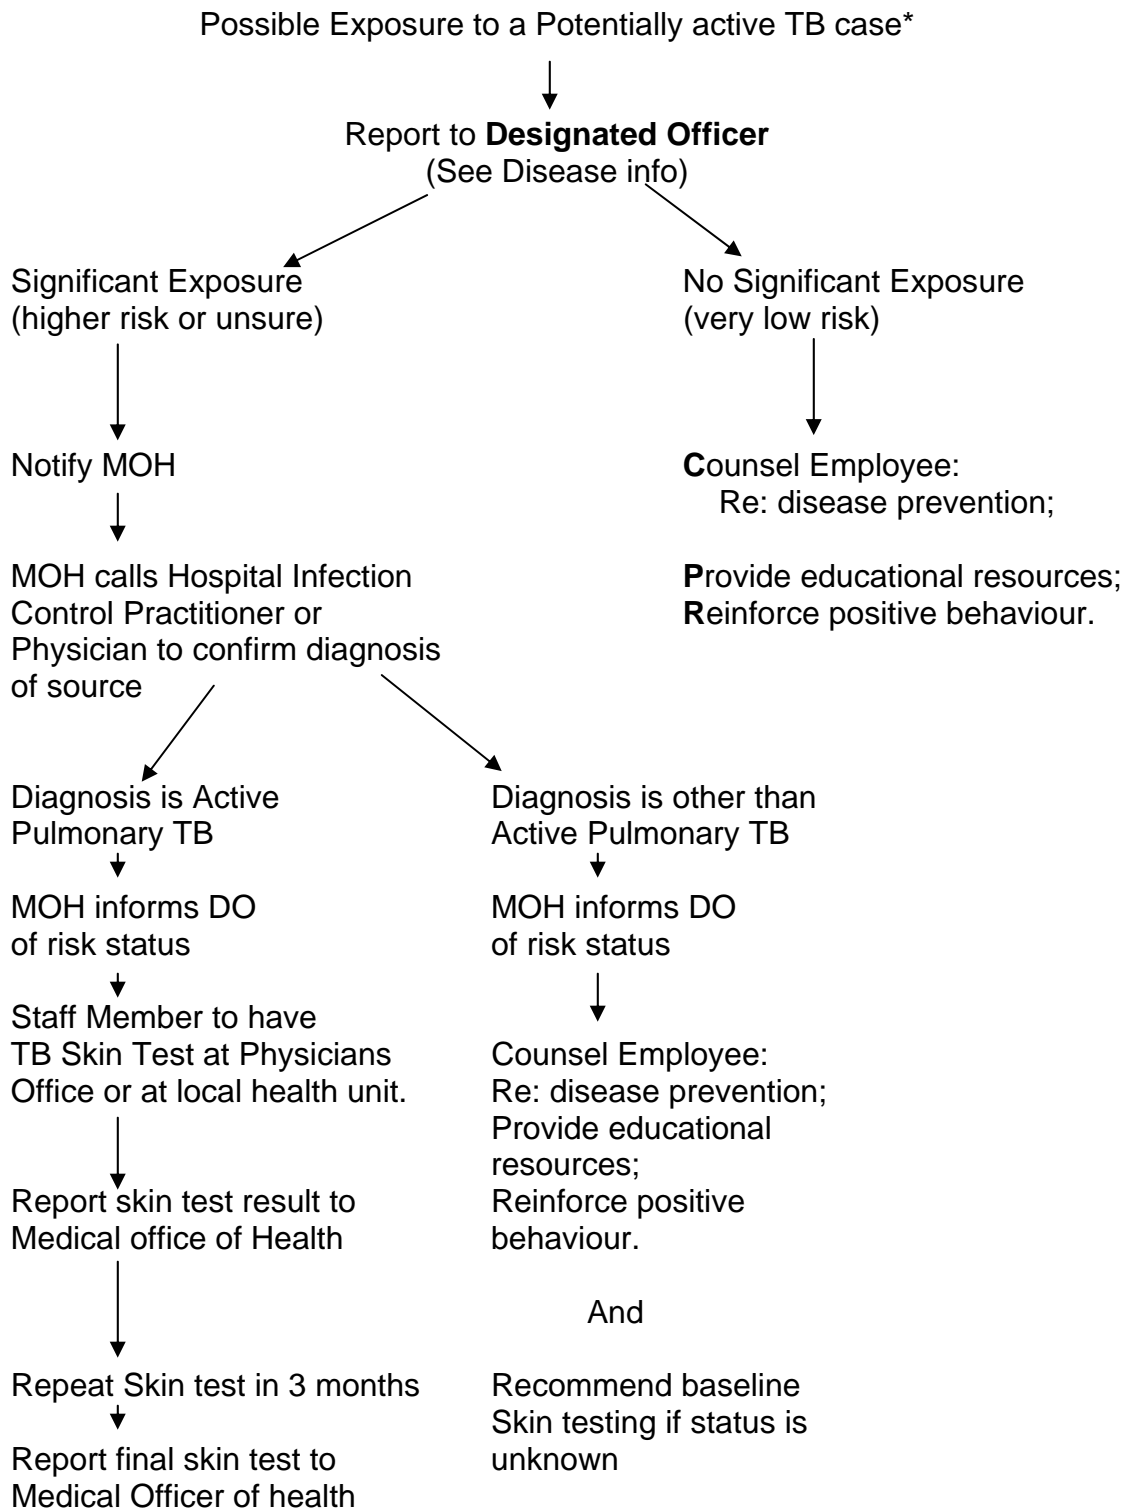 Possible Exposure to a Potentially active TB case*
Report to Designated Officer
(See Disease info)
Significant Exposure
(higher risk or unsure)
No Significant Exposure
(very low risk)
Notify MOH
Counsel Employee:
Re: disease prevention;
Provide educational resources;
Reinforce positive behaviour.
MOH calls Hospital Infection
Control Practitioner or
Physician to confirm diagnosis
of source
Diagnosis is Active
Pulmonary TB
Diagnosis is other than
Active Pulmonary TB
MOH informs DO
of risk status
MOH informs DO
of risk status
Staff Member to have
TB Skin Test at Physicians
Office or at local health unit.
Counsel Employee:
Re: disease prevention;
Provide educational
resources;
Reinforce positive
behaviour.
Report skin test result to
Medical office of Health
And
Repeat Skin test in 3 months
Recommend baseline
Skin testing if status is
unknown
Report final skin test to
Medical Officer of health